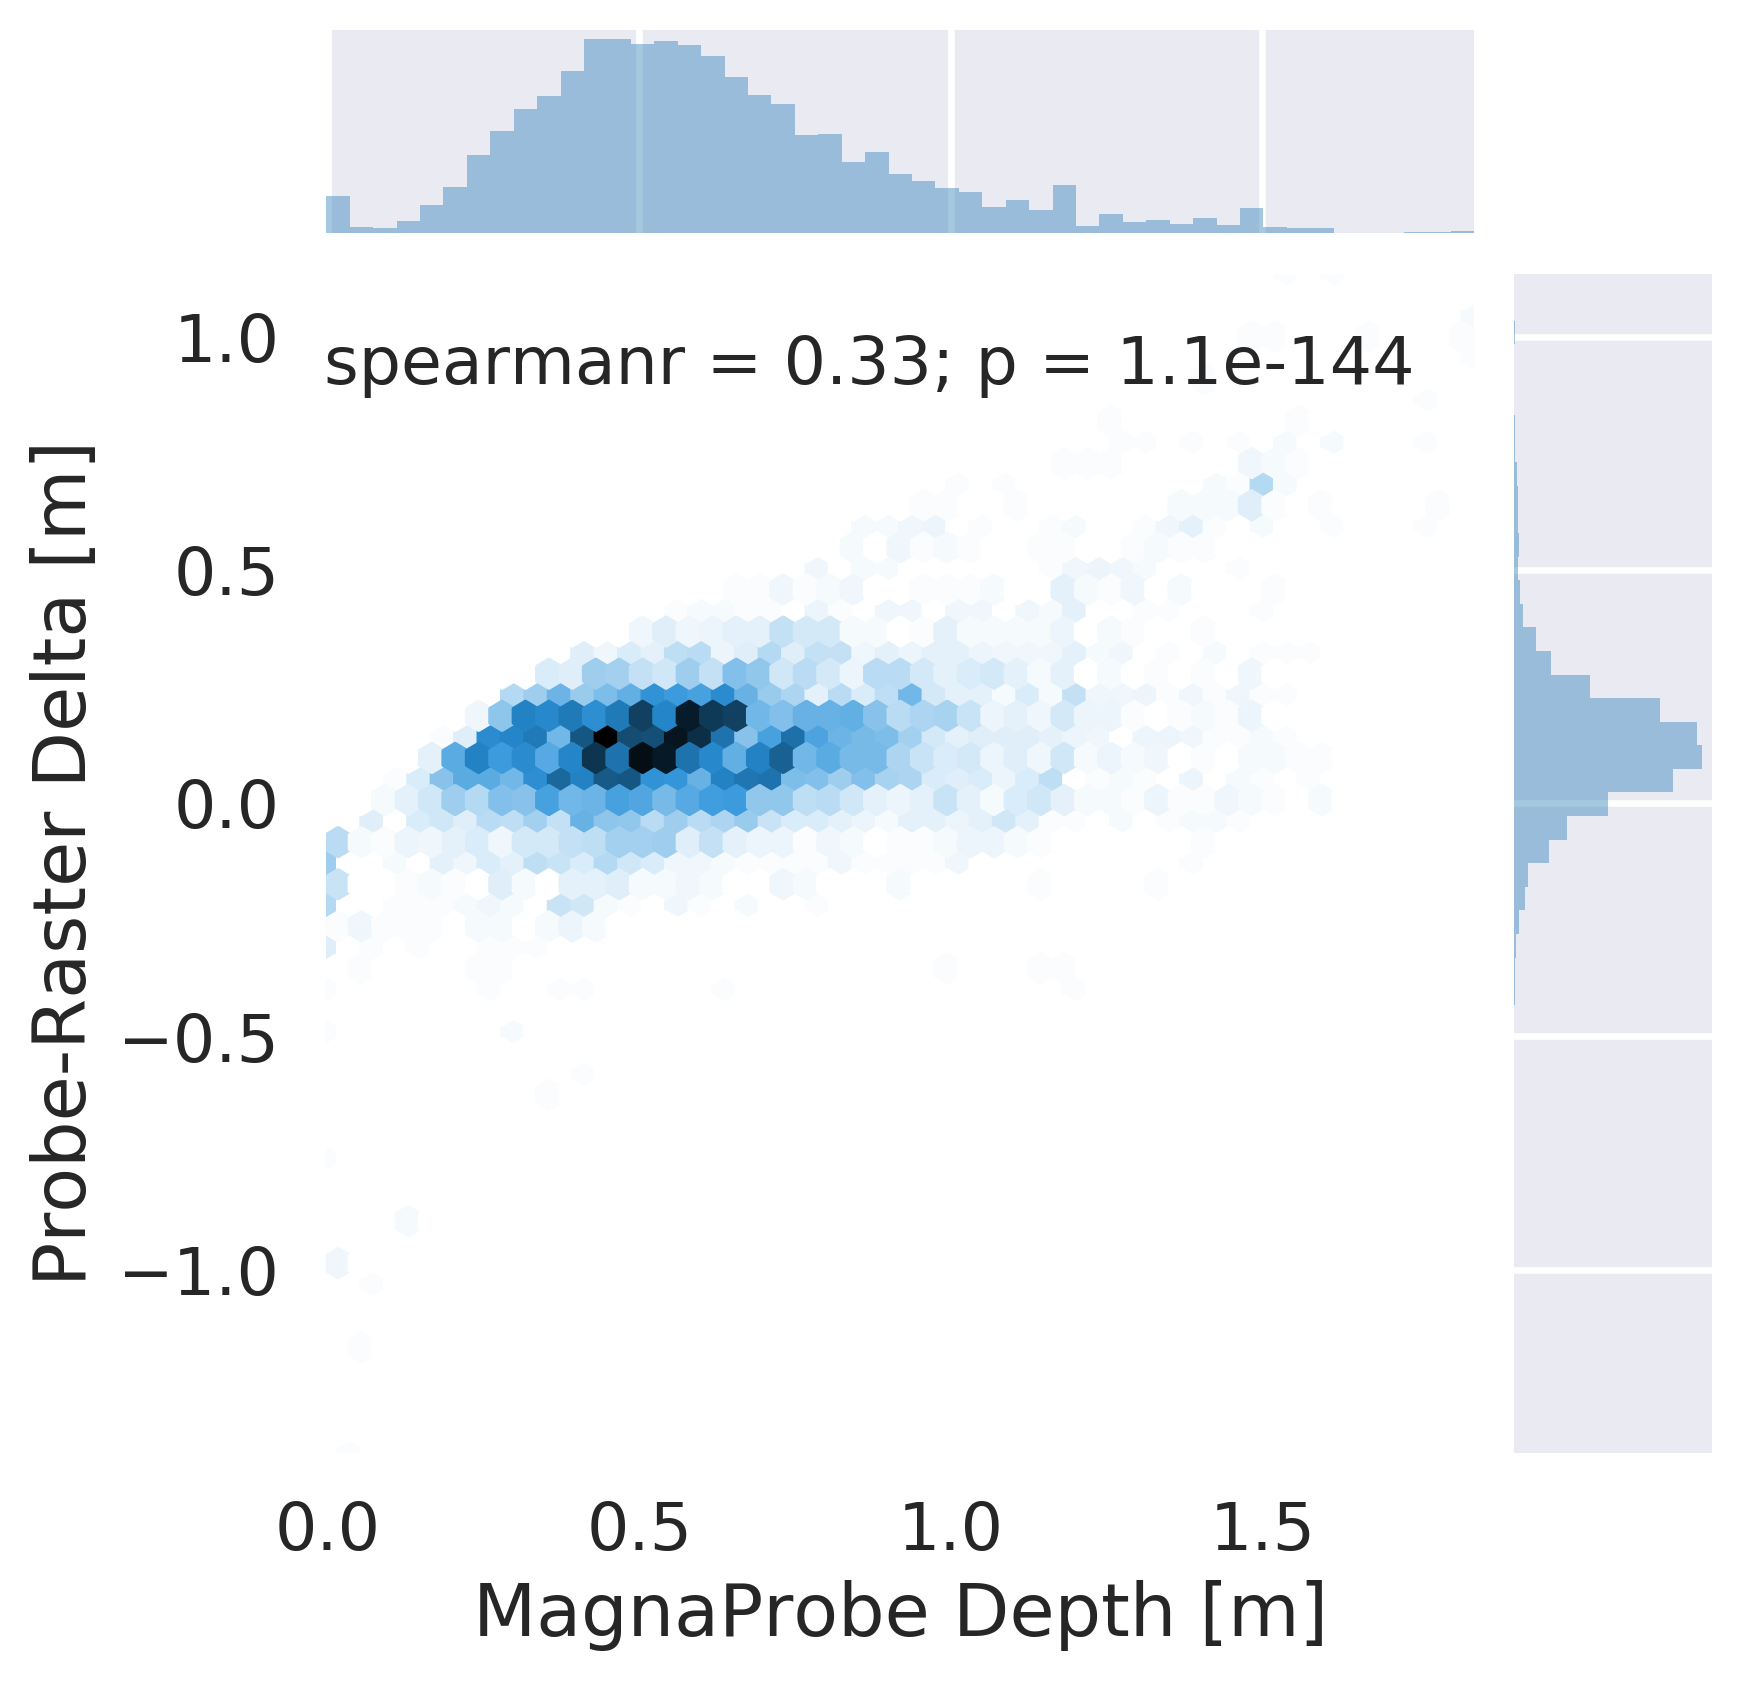 spearmanr = 0.33; p = 1.1e-144
Probe-Raster Delta [m]
1.0
0.5
0.0
−0.5
−1.0
0.0 0.5 1.0 1.5
MagnaProbe Depth [m]